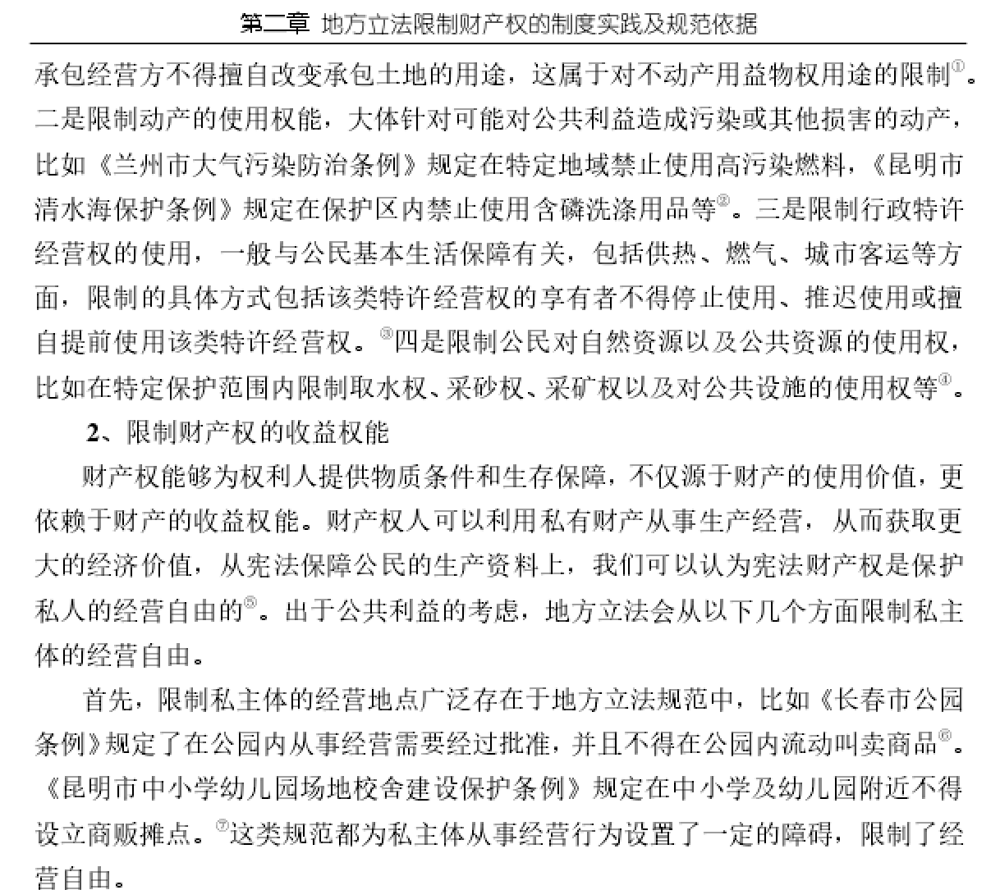 第二章 地方立法限制财产权的制度实践及规范依据
承包经营方不得擅自改变承包土地的用途，这属于对不动产用益物权用途的限制①。
二是限制动产的使用权能，大体针对可能对公共利益造成污染或其他损害的动产，
比如《兰州市大气污染防治条例》规定在特定地域禁止使用高污染燃料，《昆明市
清水海保护条例》规定在保护区内禁止使用含磷洗涤用品等②。三是限制行政特许
经营权的使用，一般与公民基本生活保障有关，包括供热、燃气、城市客运等方
面，限制的具体方式包括该类特许经营权的享有者不得停止使用、推迟使用或擅
自提前使用该类特许经营权。③四是限制公民对自然资源以及公共资源的使用权，
比如在特定保护范围内限制取水权、采砂权、采矿权以及对公共设施的使用权等④。
2、限制财产权的收益权能
财产权能够为权利人提供物质条件和生存保障，不仅源于财产的使用价值，更
依赖于财产的收益权能。财产权人可以利用私有财产从事生产经营，从而获取更
大的经济价值，从宪法保障公民的生产资料上，我们可以认为宪法财产权是保护
私人的经营自由的⑤。出于公共利益的考虑，地方立法会从以下几个方面限制私主
体的经营自由。
首先，限制私主体的经营地点广泛存在于地方立法规范中，比如《长春市公园
条例》规定了在公园内从事经营需要经过批准，并且不得在公园内流动叫卖商品⑥。
《昆明市中小学幼儿园场地校舍建设保护条例》规定在中小学及幼儿园附近不得
设立商贩摊点。⑦这类规范都为私主体从事经营行为设置了一定的障碍，限制了经
营自由。